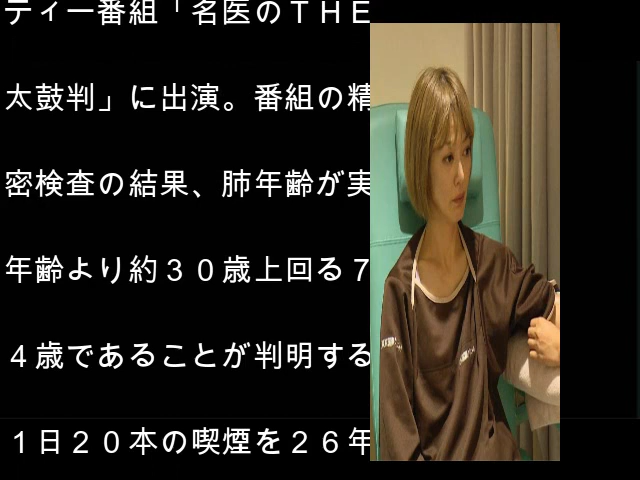 ティー番組「名医のＴＨＥ
太鼓判」に出演。番組の精
密検査の結果、肺年齢が実
年齢より約３０歳上回る７
４歳であることが判明する
１日２０本の喫煙を２６年